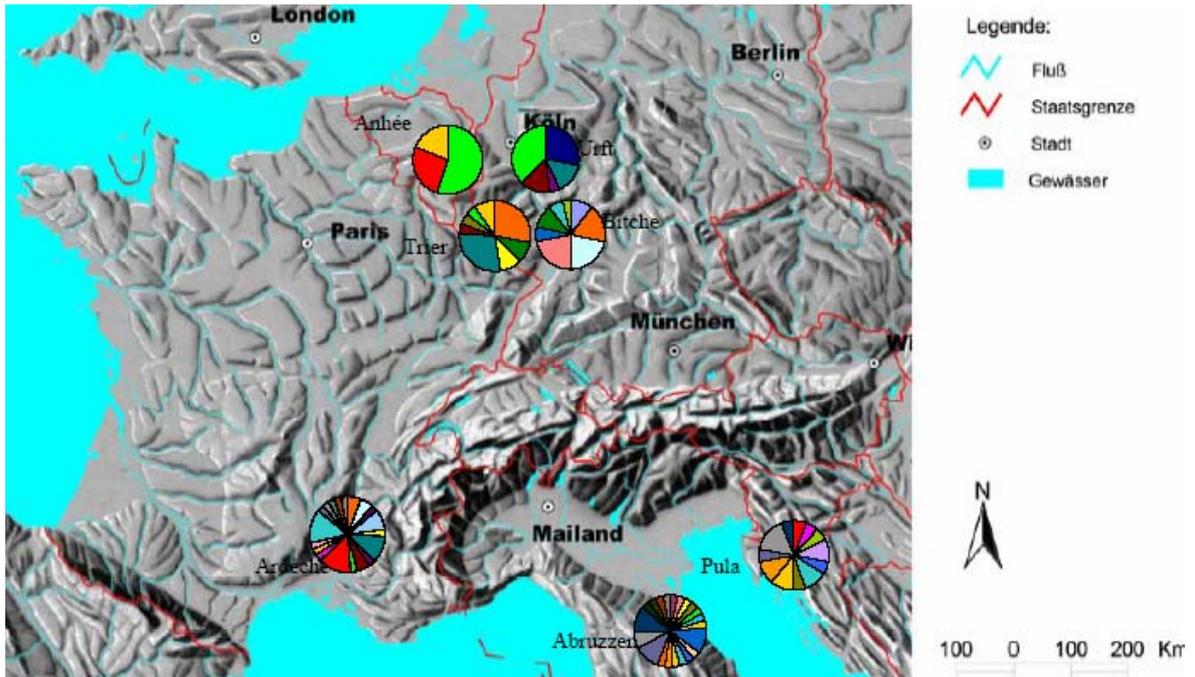 London
Berlin
Anhée
Köln
Urft
Paris
Trier
Bitche
München
Wi
Mailand
Ardeche
Pula
Abruzzen
Legende:
Fluß
Staatsgrenze
Stadt
Gewässer
N
100 0 100 200 Km